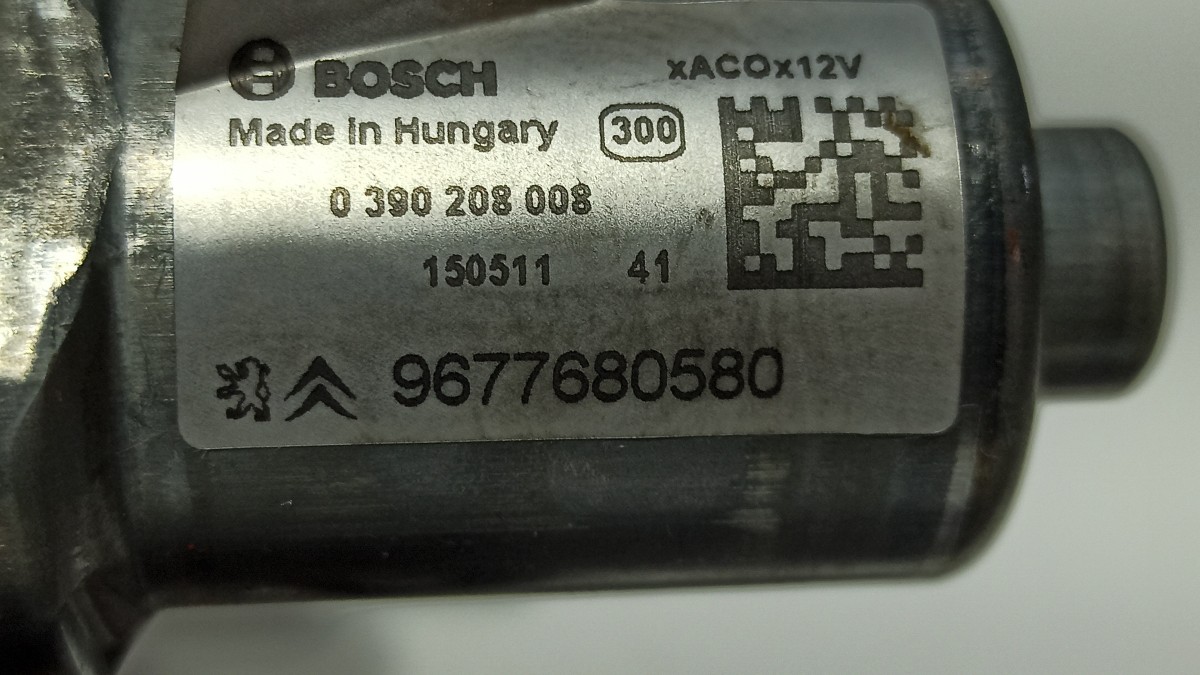 BOSCH
xACOx12V
Made in Hungary
300
0 390 208 008
150511 41
9677680580